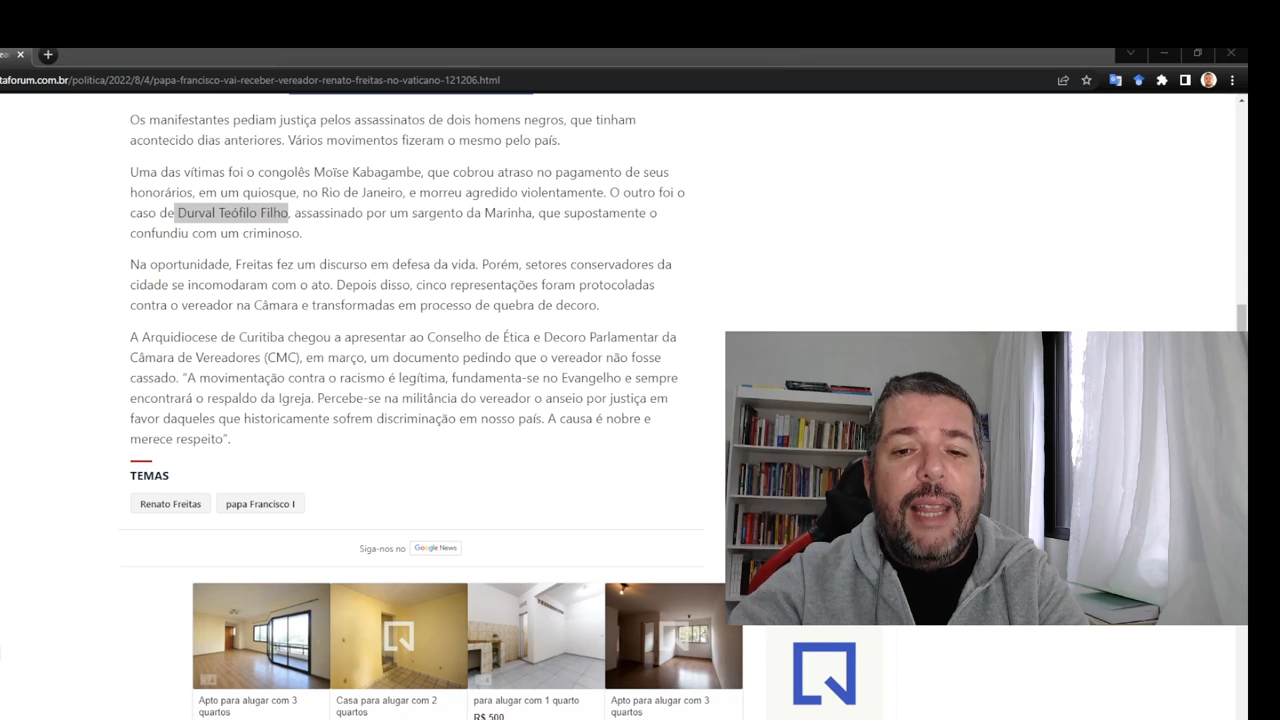 taforum.com.br/politica/2022/8/4/papa-francisco-vai-receber-vereador-renato-freitas-no-vaticano-121206.html
Os manifestantes pediam justiça pelos assassinatos de dois homens negros, que tinham
acontecido dias anteriores. Vários movimentos fizeram o mesmo pelo país.
Uma das vítimas foi o congolês Moïse Kabagambe, que cobrou atraso no pagamento de seus
honorários, em um quiosque, no Rio de Janeiro, e morreu agredido violentamente. O outro foi o
caso de Durval Teófilo Filho, assassinado por um sargento da Marinha, que supostamente o
confundiu com um criminoso.
Na oportunidade, Freitas fez um discurso em defesa da vida. Porém, setores conservadores da
cidade se incomodaram com o ato. Depois disso, cinco representações foram protocoladas
contra o vereador na Câmara e transformadas em processo de quebra de decoro.
A Arquidiocese de Curitiba chegou a apresentar ao Conselho de Ética e Decoro Parlamentar da
Câmara de Vereadores (CMC), em março, um documento pedindo que o vereador não fosse
cassado. “A movimentação contra o racismo é legítima, fundamenta-se no Evangelho e sempre
encontrará o respaldo da Igreja. Percebe-se na militância do vereador o anseio por justiça em
favor daqueles que historicamente sofrem discriminação em nosso país. A causa é nobre e
merece respeito”.
TEMAS
Renato Freitas papa Francisco I
Siga-nos no Google News
Apto para alugar com 3 quartos
Casa para alugar com 2 quartos
para alugar com 1 quarto
R$ 500
Apto para alugar com 3 quartos